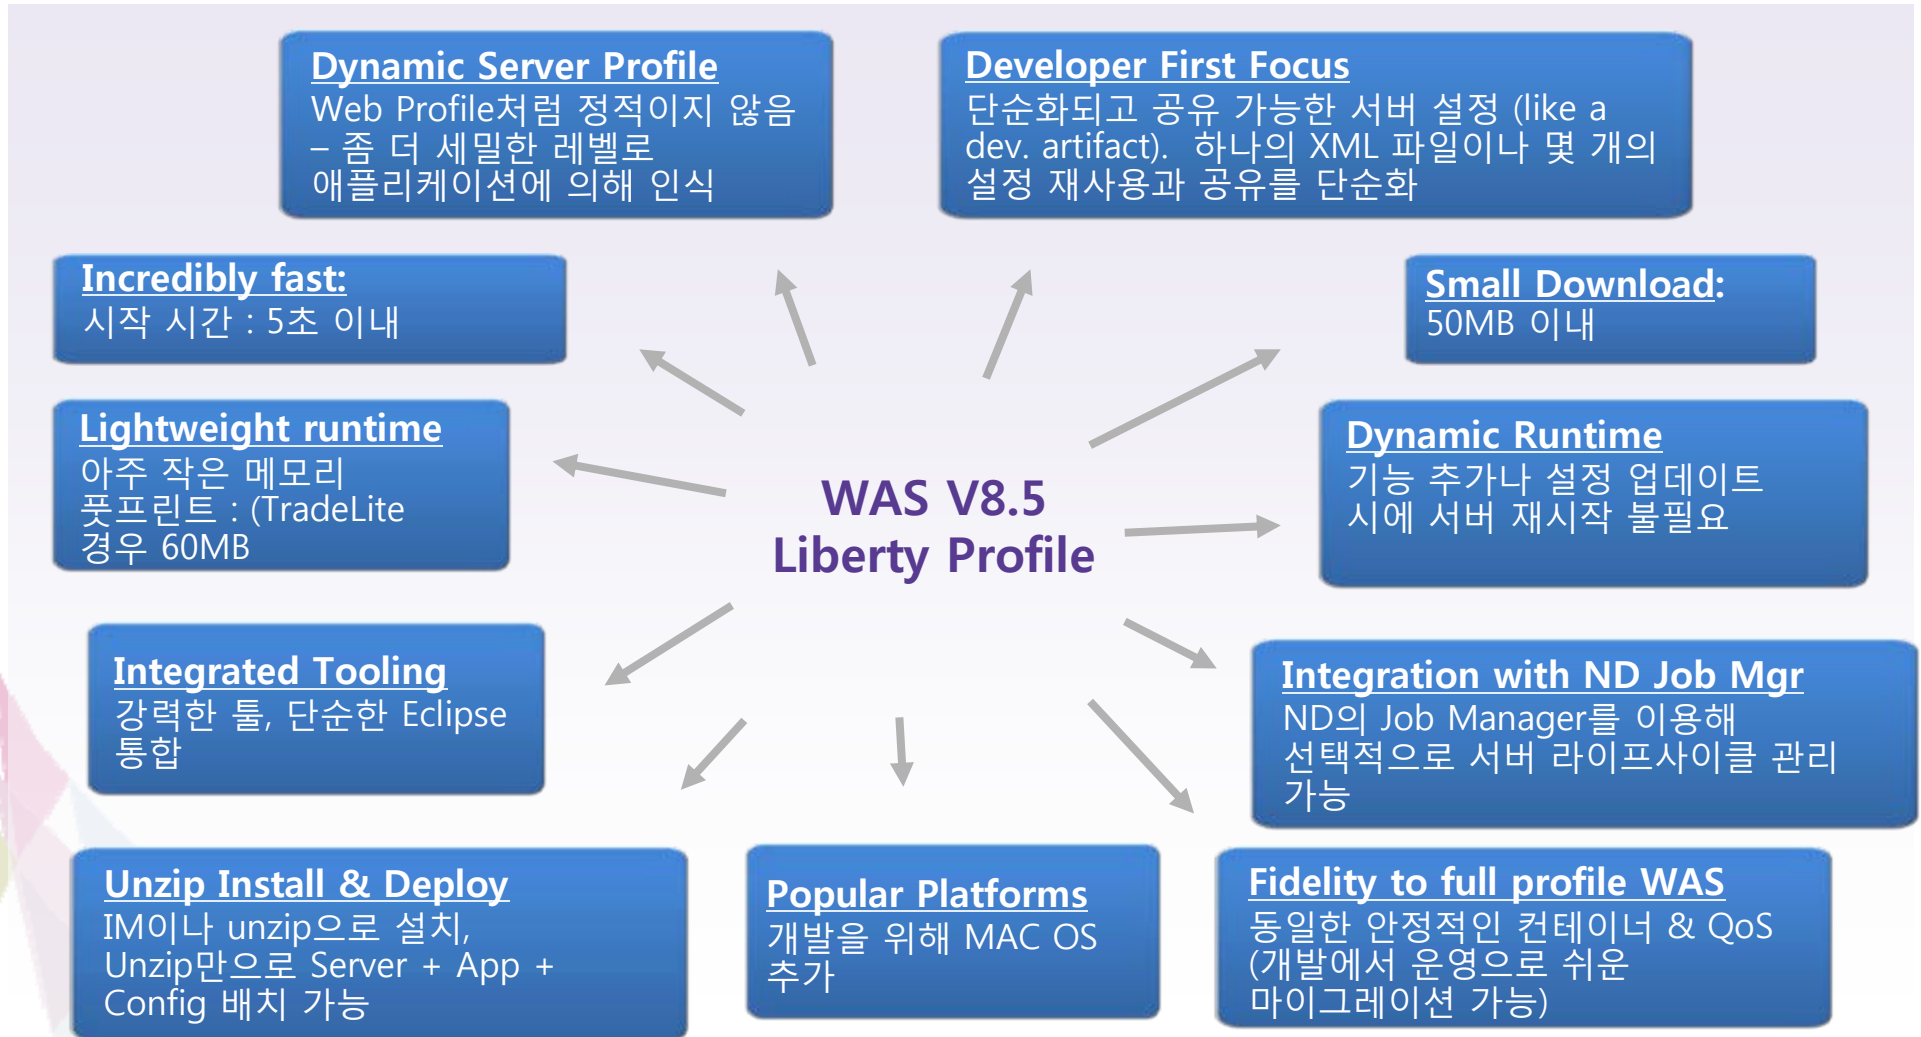 Dynamic Server Profile
Web Profile처럼 정적이지 않음
– 좀 더 세밀한 레벨로
애플리케이션에 의해 인식
Developer First Focus
단순화되고 공유 가능한 서버 설정 (like a
dev. artifact).  하나의 XML 파일이나 몇 개의
설정 재사용과 공유를 단순화
Incredibly fast:
시작 시간 : 5초 이내
Small Download:
50MB 이내
Lightweight runtime
아주 작은 메모리
풋프린트 : (TradeLite
경우 60MB
Dynamic Runtime
기능 추가나 설정 업데이트
시에 서버 재시작 불필요
WAS V8.5
Liberty Profile
Integrated Tooling
강력한 툴, 단순한 Eclipse
통합
Integration with ND Job Mgr
ND의 Job Manager를 이용해
선택적으로 서버 라이프사이클 관리
가능
Unzip Install & Deploy
IM이나 unzip으로 설치,
Unzip만으로 Server + App +
Config 배치 가능
Popular Platforms
개발을 위해 MAC OS
추가
Fidelity to full profile WAS
동일한 안정적인 컨테이너 & QoS
(개발에서 운영으로 쉬운
마이그레이션 가능)